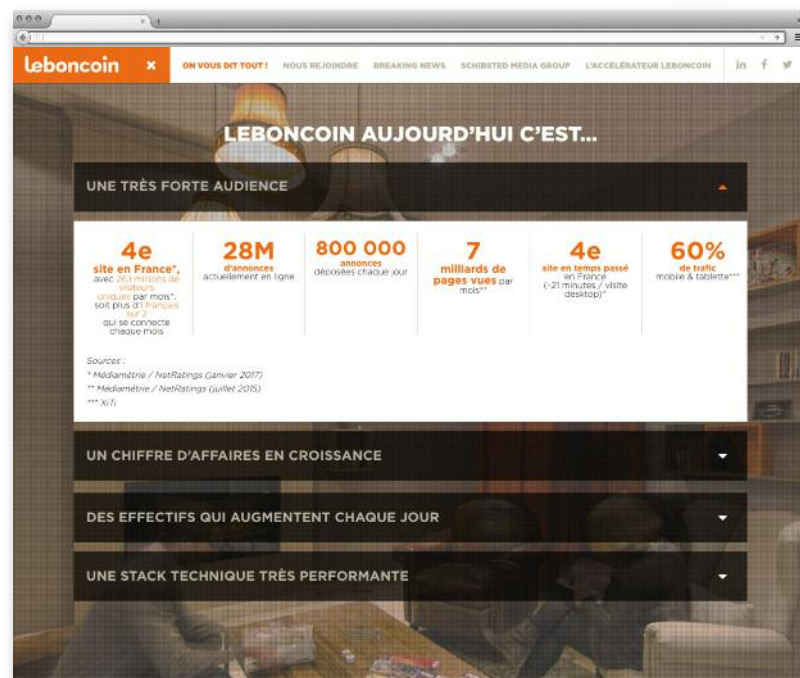 leboncoin
ON VOUS DIT TOUT ! NOUS REJOINDRE BREAKING NEWS SCHIBSTED MEDIA GROUP L'ACCÉLÉRATEUR LEBONCOIN in f
LEBONCOIN AUJOURD'HUI C'EST...
UNE TRÈS FORTE AUDIENCE
4e
site en France*,
avec 26,1 millions de
visiteurs
uniques par mois*,
soit plus d'1 français
sur 2
qui se connecte
chaque mois
28M
d'annonces
actuellement en ligne
800 000
annonces
déposées chaque jour
7
milliards de
pages vues par
mois**
4e
site en temps passé
en France
(~21 minutes / visite
desktop)*
60%
de trafic
mobile & tablette***
Sources :
* Médiamétrie / NetRatings (janvier 2017)
** Médiamétrie / NetRatings (juillet 2015)
*** XiTi
UN CHIFFRE D'AFFAIRES EN CROISSANCE
DES EFFECTIFS QUI AUGMENTENT CHAQUE JOUR
UNE STACK TECHNIQUE TRÈS PERFORMANTE